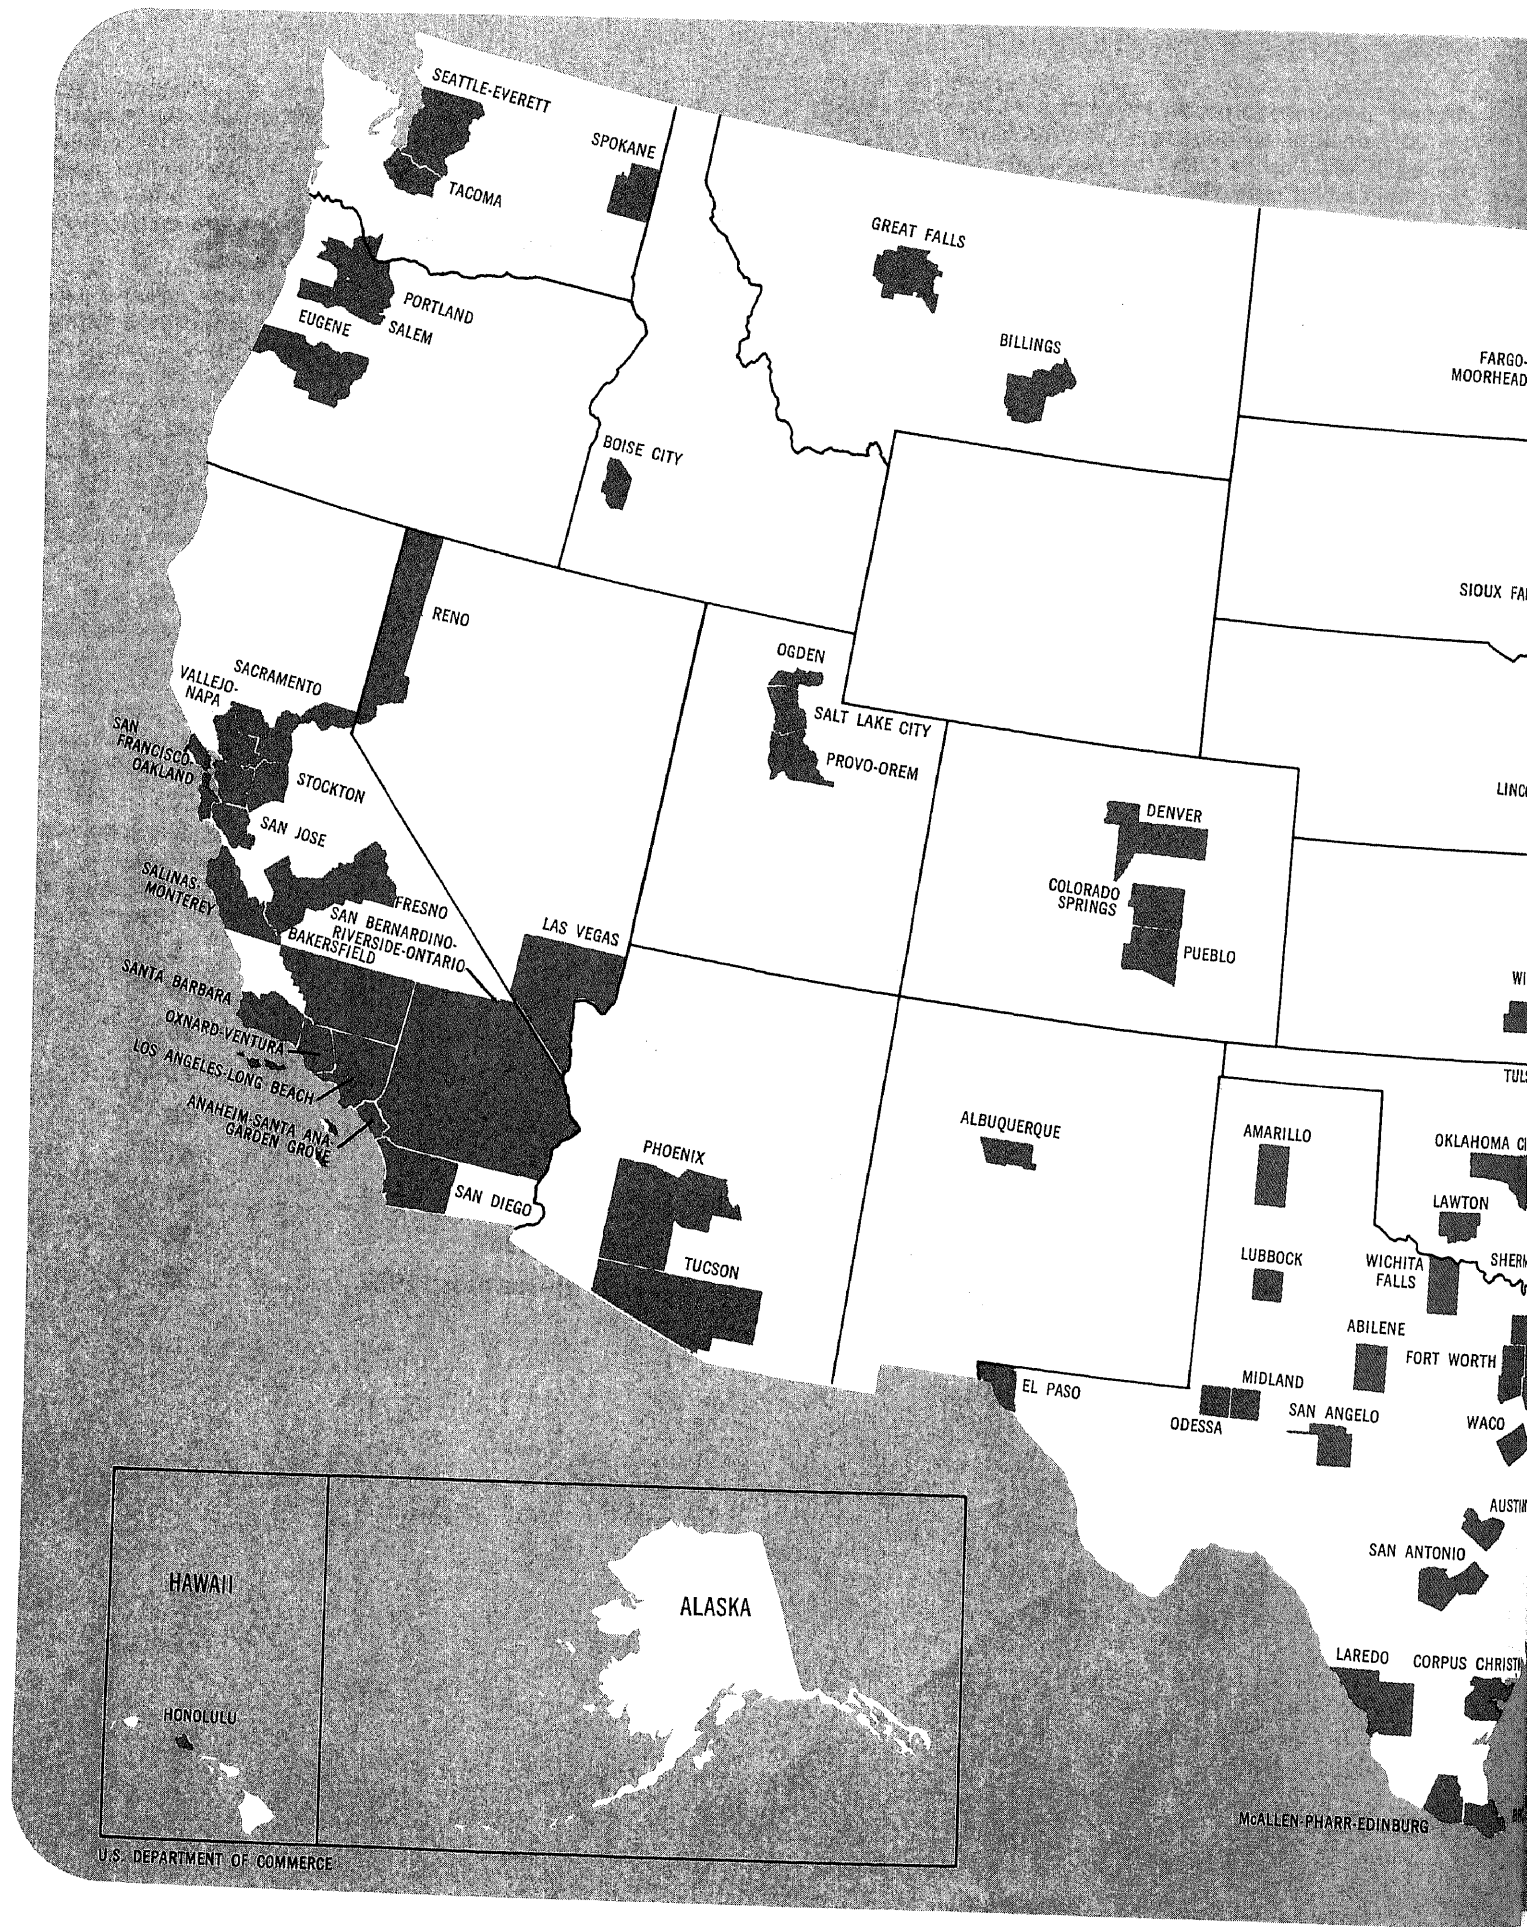 SEATTLE-EVERETT
SPOKANE
TACOMA
GREAT FALLS
PORTLAND
SALEM
EUGENE
BILLINGS
FARGO-
MOORHEAD
BOISE CITY
SIOUX FA
RENO
OGDEN
SACRAMENTO
VALLEJO-
NAPA
SALT LAKE CITY
SAN
FRANCISCO-
OAKLAND
PROVO-OREM
STOCKTON
LINC
DENVER
SAN JOSE
SALINAS-
MONTEREY
COLORADO
SPRINGS
FRESNO
SAN BERNARDINO-
RIVERSIDE-ONTARIO
BAKERSFIELD
LAS VEGAS
PUEBLO
SANTA BARBARA
WI
OXNARD-VENTURA
LOS ANGELES-LONG BEACH
TULS
ANAHEIM-SANTA ANA-
GARDEN GROVE
ALBUQUERQUE
AMARILLO
OKLAHOMA CI
PHOENIX
SAN DIEGO
LAWTON
TUCSON
LUBBOCK
WICHITA
FALLS
SHERM
ABILENE
FORT WORTH
EL PASO
MIDLAND
ODESSA
SAN ANGELO
WACO
AUSTIN
SAN ANTONIO
HAWAII
ALASKA
LAREDO
CORPUS CHRISTI
HONOLULU
McALLEN-PHARR-EDINBURG
U.S. DEPARTMENT OF COMMERCE